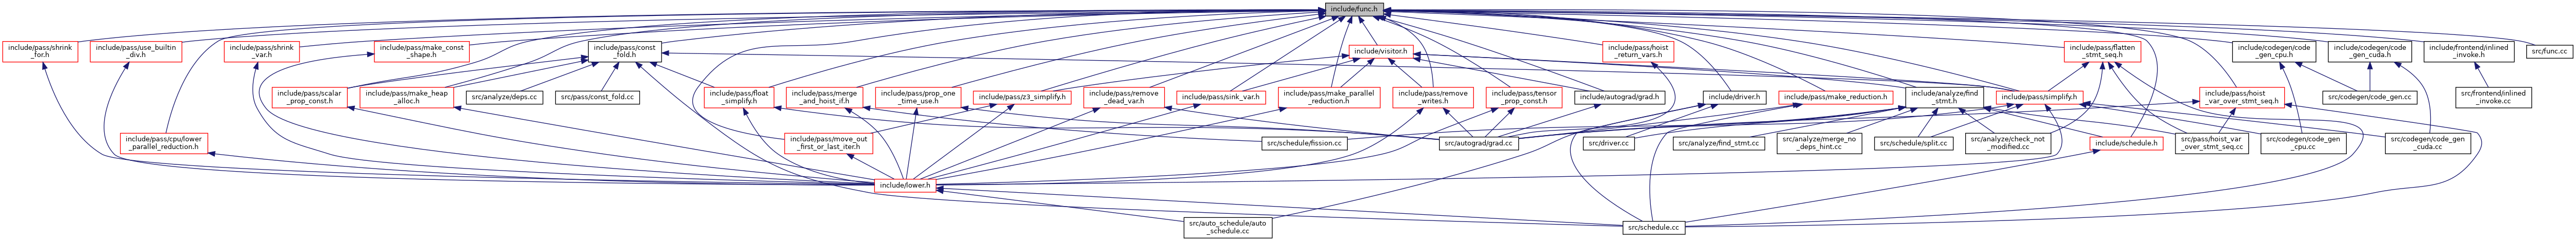 include/func.h
include/pass/shrink
_for.h
include/pass/use_builtin
_div.h
include/pass/shrink
_var.h
include/pass/make_const
_shape.h
include/pass/const
_fold.h
include/visitor.h
include/pass/hoist
_return_vars.h
include/pass/flatten
_stmt_seq.h
include/codegen/code
_gen_cpu.h
include/codegen/code
_gen_cuda.h
include/frontend/inlined
_invoke.h
src/func.cc
include/pass/scalar
_prop_const.h
include/pass/make_heap
_alloc.h
src/analyze/deps.cc
src/pass/const_fold.cc
include/pass/float
_simplify.h
include/pass/merge
_and_hoist_if.h
include/pass/prop_one
_time_use.h
include/pass/z3_simplify.h
include/pass/remove
_dead_var.h
include/pass/sink_var.h
include/pass/make_parallel
_reduction.h
include/pass/remove
_writes.h
include/pass/tensor
_prop_const.h
include/autograd/grad.h
include/driver.h
include/pass/make_reduction.h
include/analyze/find
_stmt.h
include/pass/simplify.h
include/pass/hoist
_var_over_stmt_seq.h
src/codegen/code_gen.cc
src/frontend/inlined
_invoke.cc
include/pass/cpu/lower
_parallel_reduction.h
include/pass/move_out
_first_or_last_iter.h
src/schedule/fission.cc
src/autograd/grad.cc
src/driver.cc
src/analyze/find_stmt.cc
src/analyze/merge_no
_deps_hint.cc
src/schedule/split.cc
src/analyze/check_not
_modified.cc
include/schedule.h
src/pass/hoist_var
_over_stmt_seq.cc
src/codegen/code_gen
_cpu.cc
src/codegen/code_gen
_cuda.cc
include/lower.h
src/auto_schedule/auto
_schedule.cc
src/schedule.cc